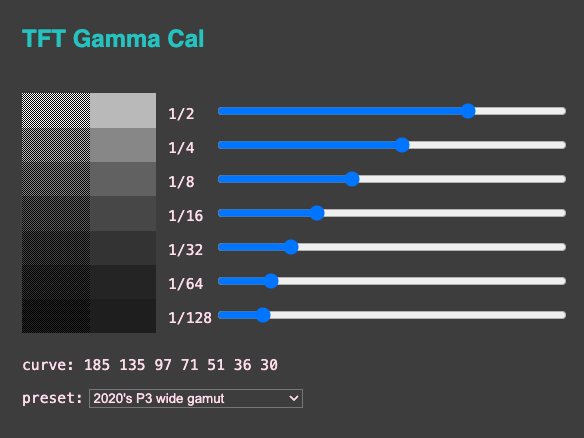 TFT Gamma Cal
1/2
1/4
1/8
1/16
1/32
1/64
1/128
curve: 185 135 97 71 51 36 30
preset: 2020's P3 wide gamut